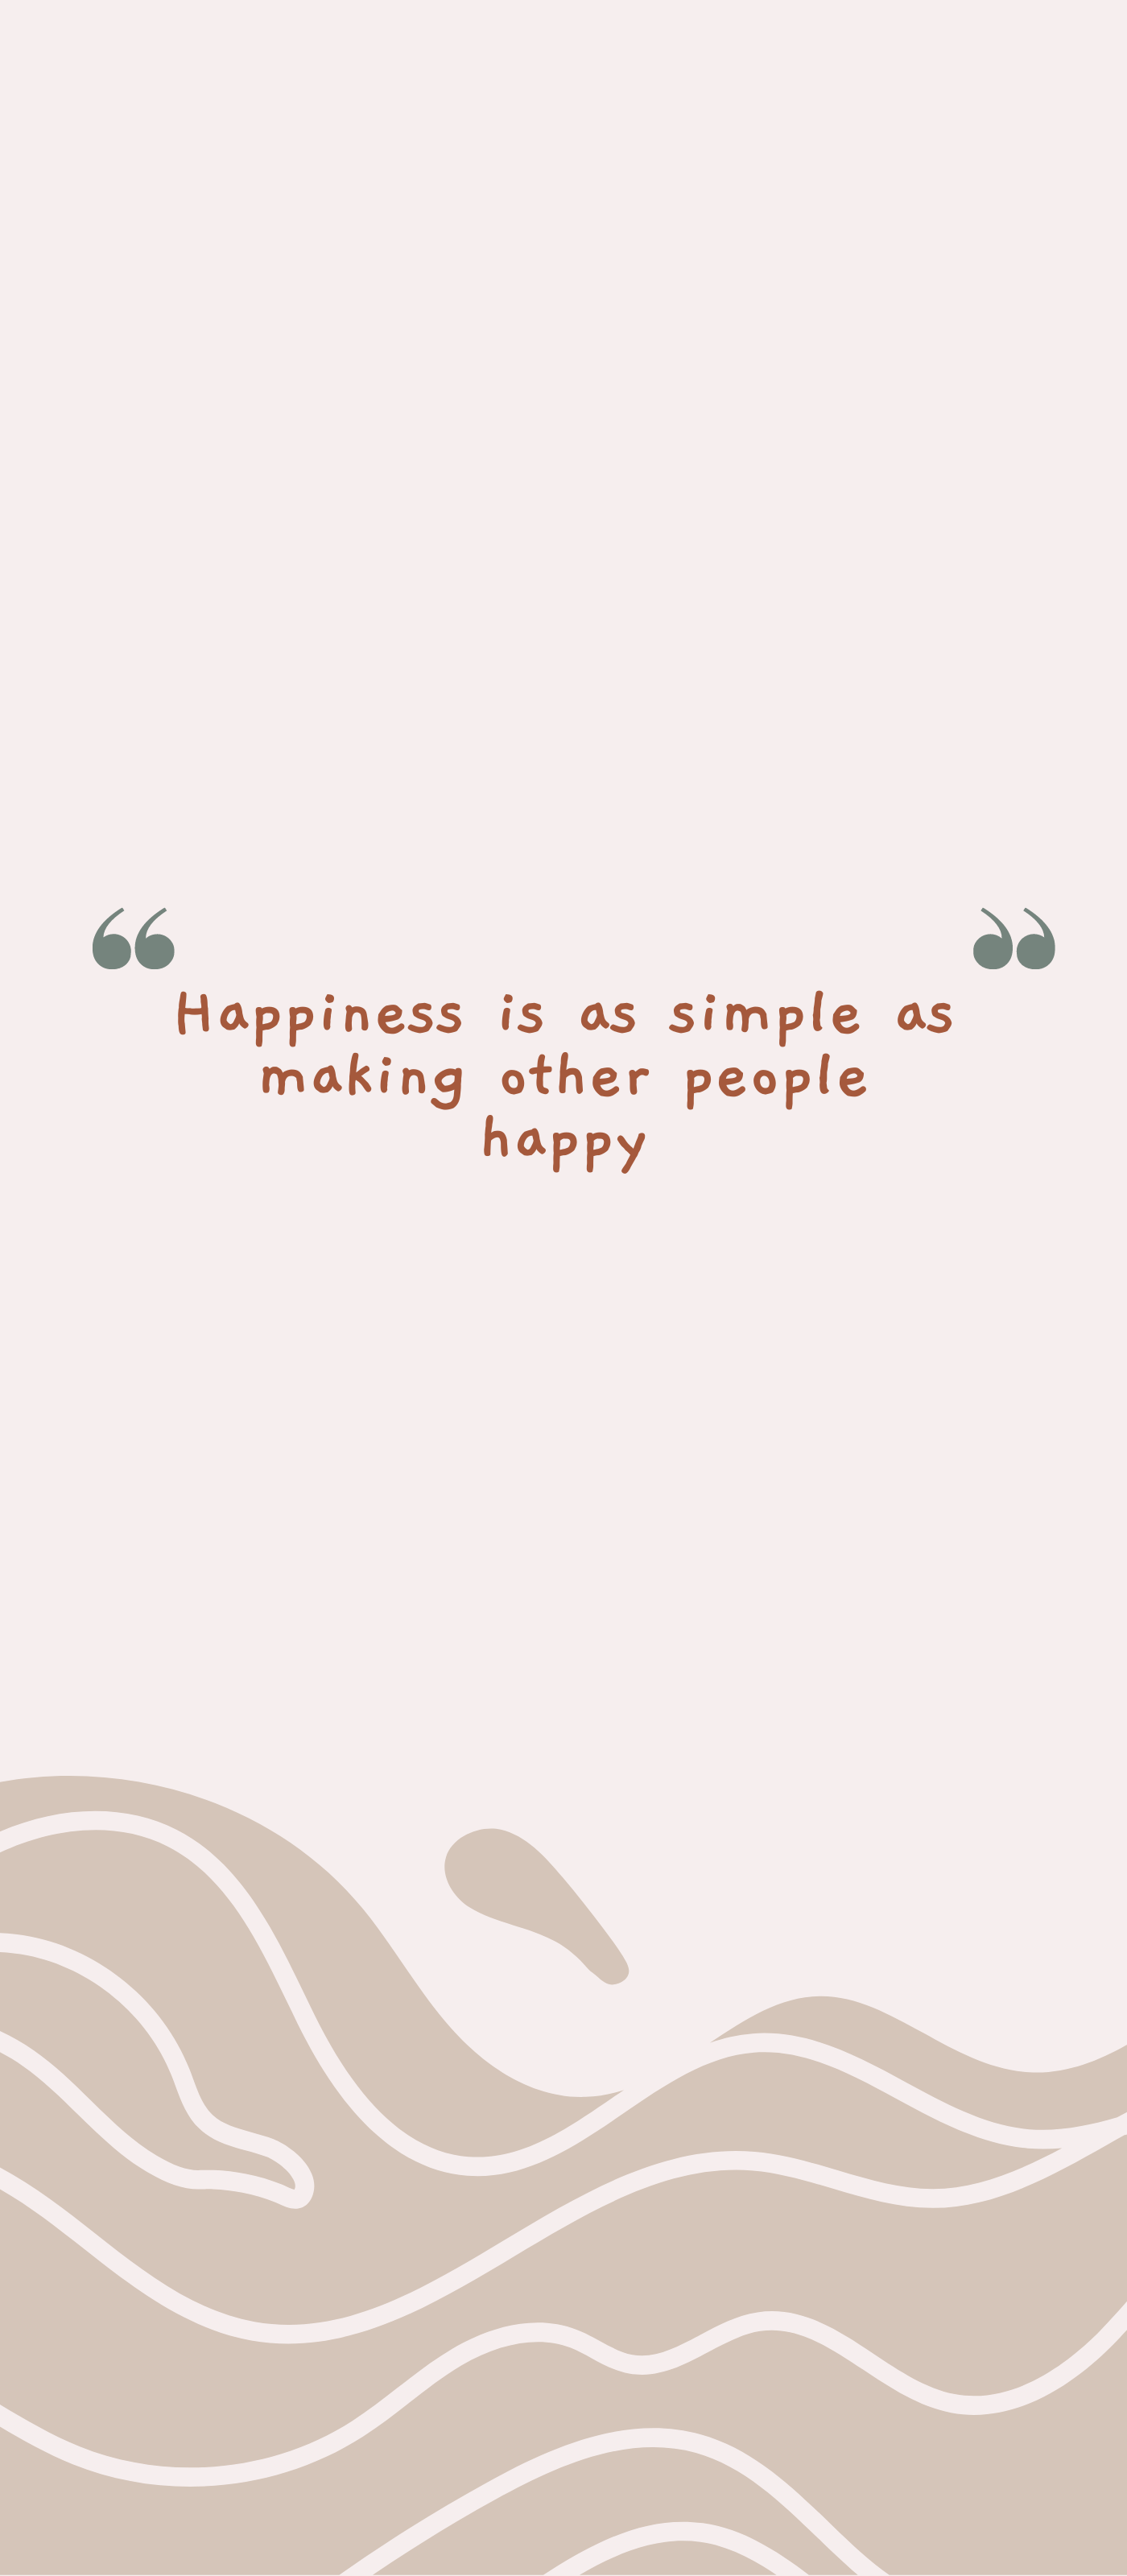 “ ”
Happiness is as simple as
making other people
happy